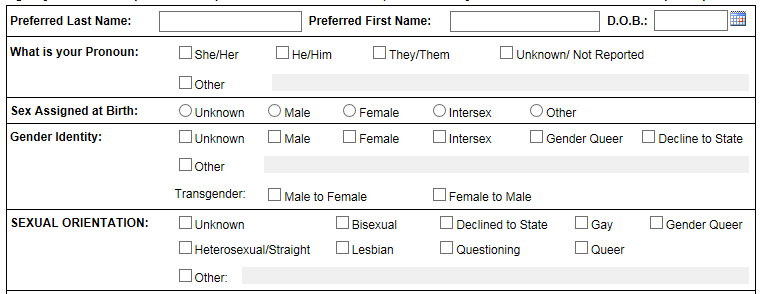 Preferred Last Name: Preferred First Name: D.O.B.:
What is your Pronoun: She/Her He/Him They/Them Unknown/ Not Reported
Other
Sex Assigned at Birth: Unknown Male Female Intersex Other
Gender Identity: Unknown Male Female Intersex Gender Queer Decline to State
Other
Transgender: Male to Female Female to Male
SEXUAL ORIENTATION: Unknown Bisexual Declined to State Gay Gender Queer
Heterosexual/Straight Lesbian Questioning Queer
Other: